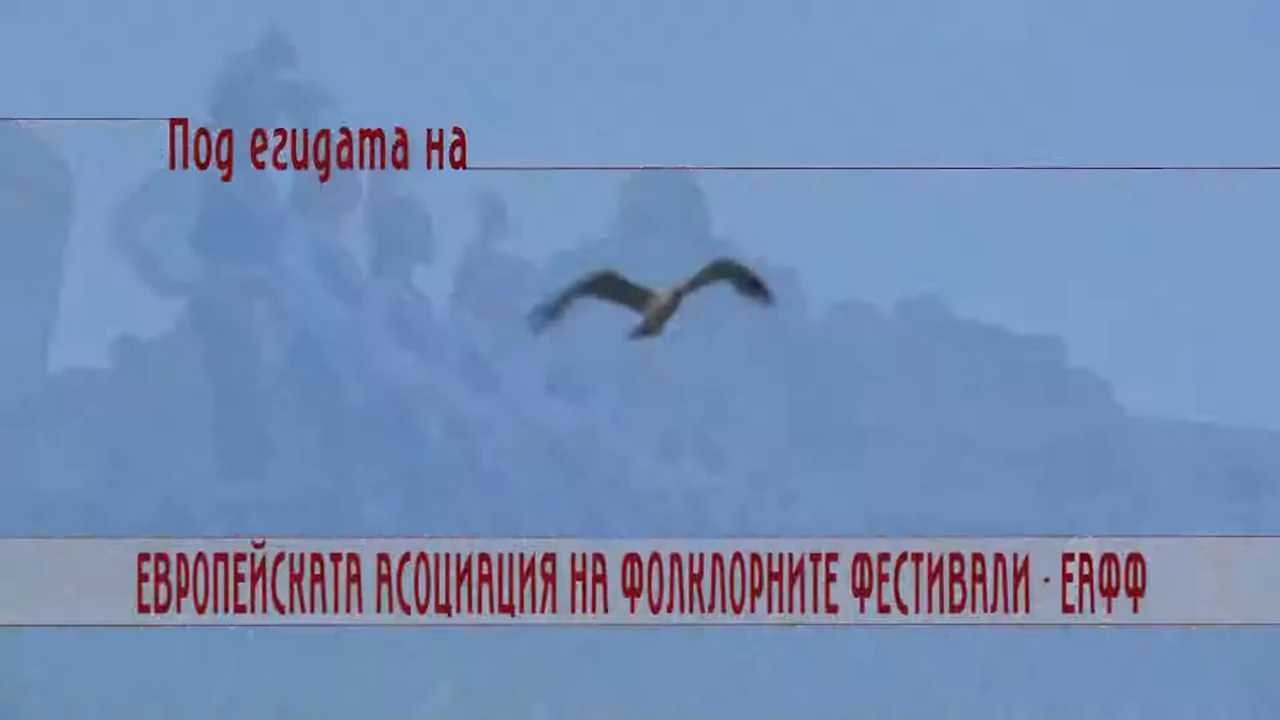 Под егидата на
ЕВРОПЕЙСКАТА АСОЦИАЦИЯ НА ФОЛКЛОРНИТЕ ФЕСТИВАЛИ · ЕАФФ